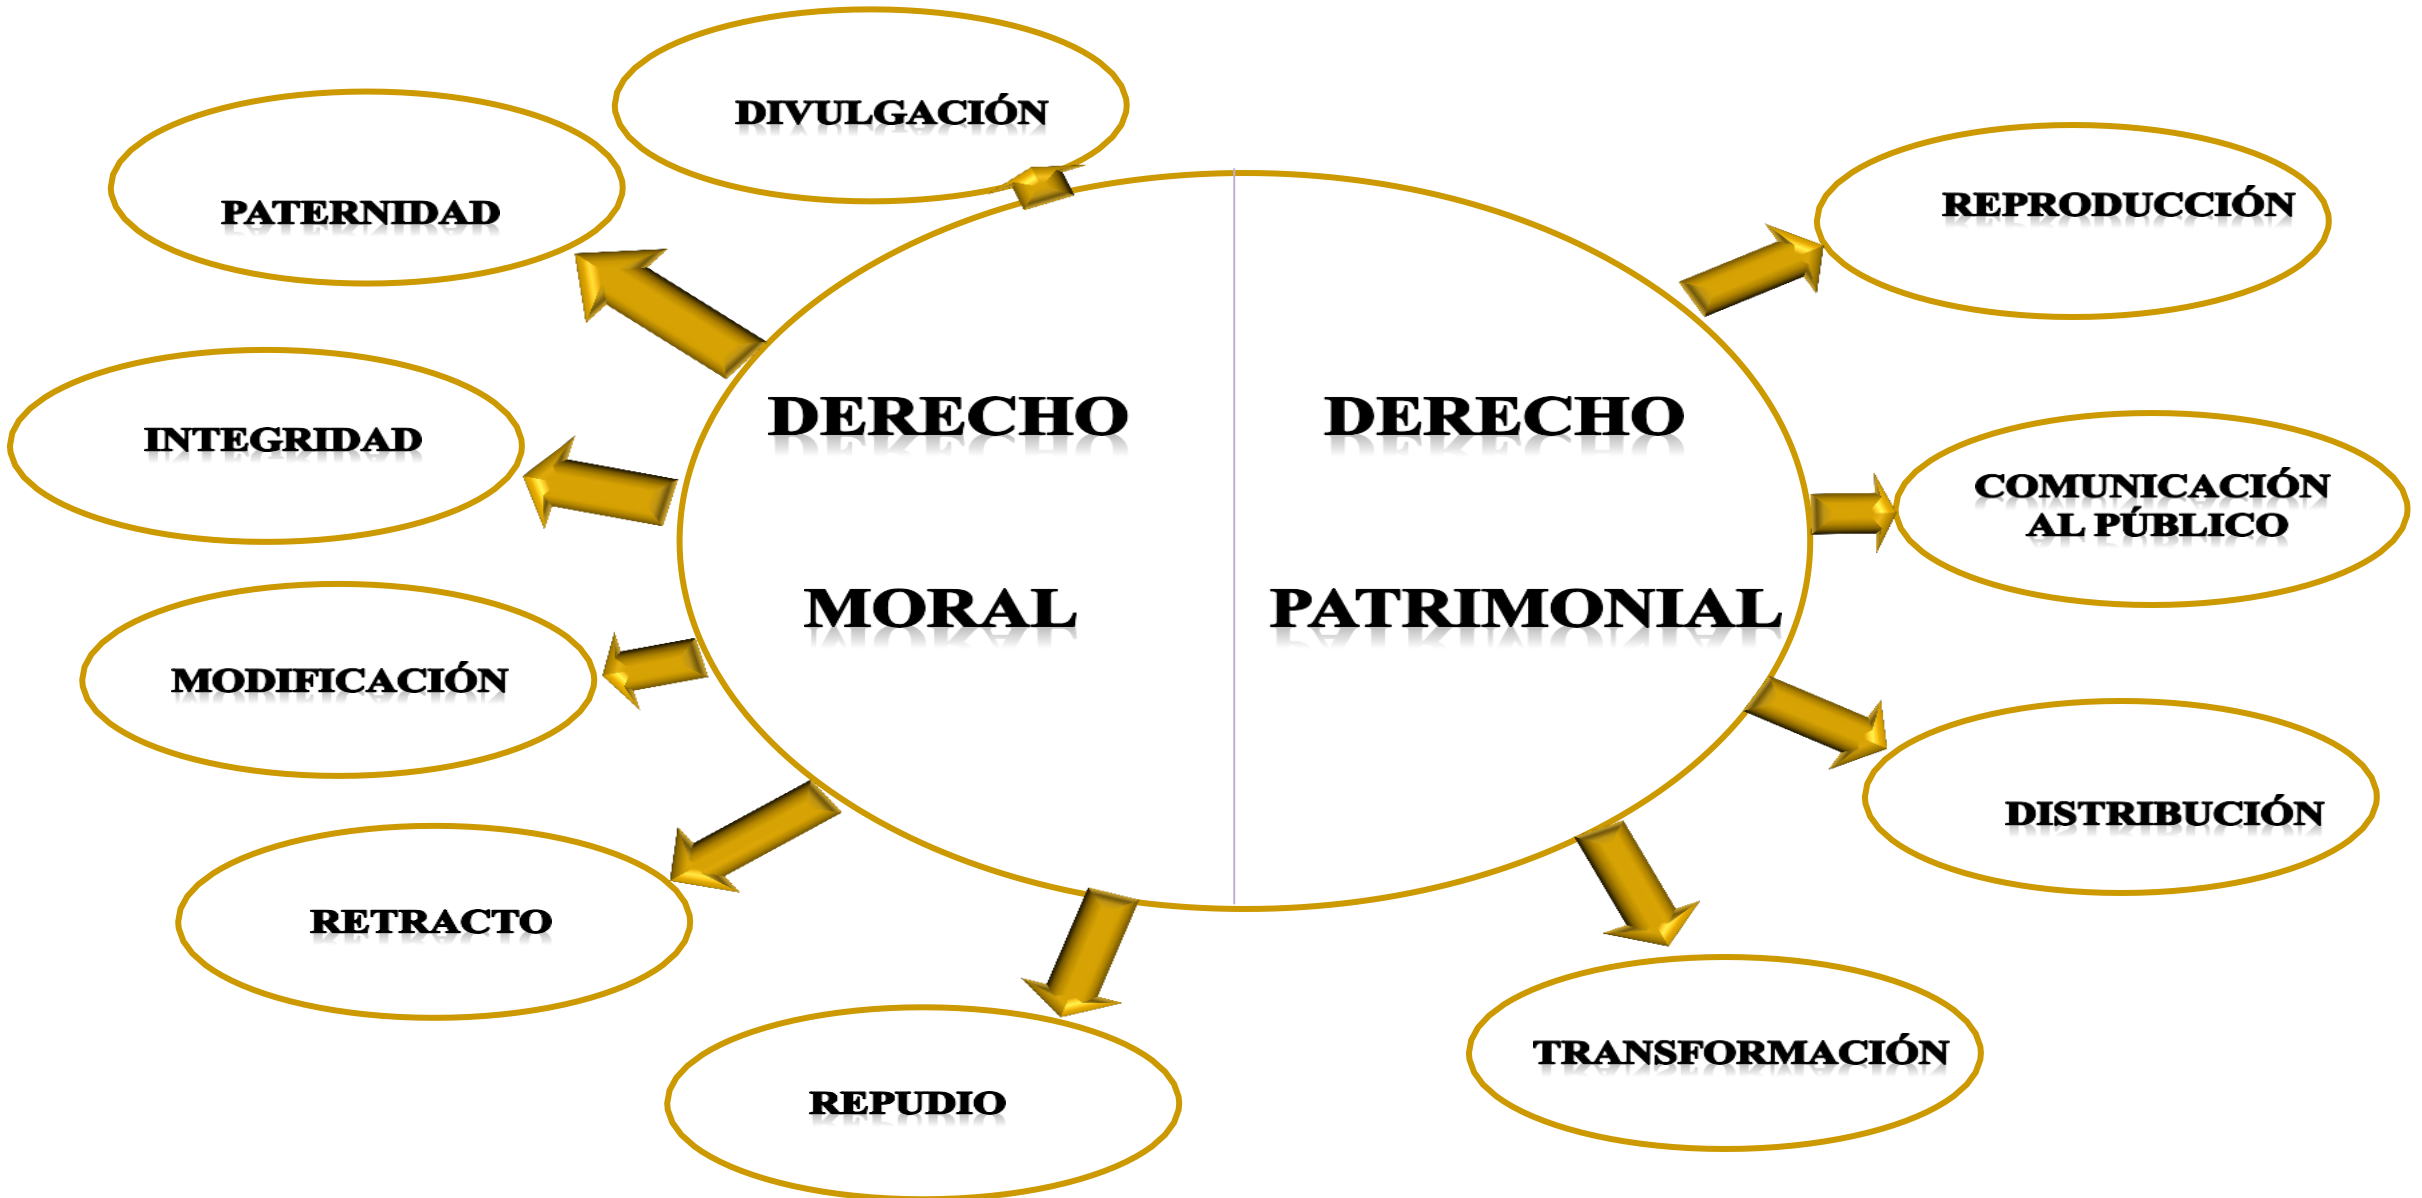 DIVULGACIÓN
PATERNIDAD
INTEGRIDAD
MODIFICACIÓN
RETRACTO
REPUDIO
DERECHO
MORAL
DERECHO
PATRIMONIAL
REPRODUCCIÓN
COMUNICACIÓN
AL PÚBLICO
DISTRIBUCIÓN
TRANSFORMACIÓN